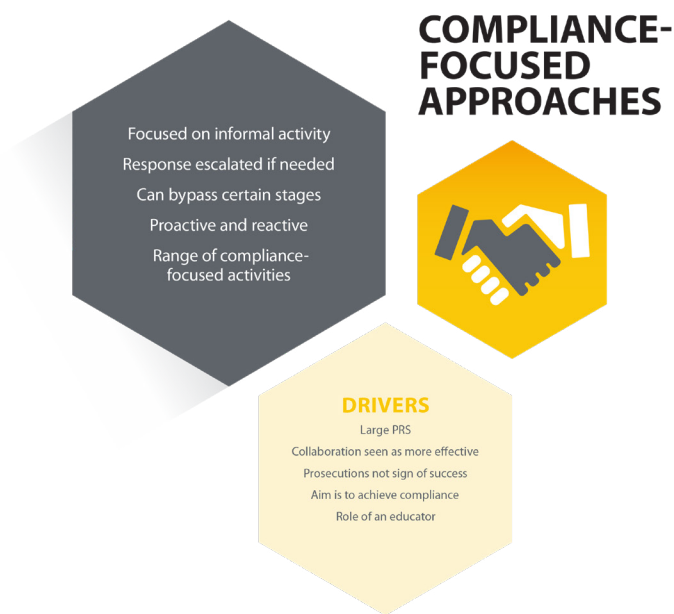 COMPLIANCE-
FOCUSED
APPROACHES
Focused on informal activity
Response escalated if needed
Can bypass certain stages
Proactive and reactive
Range of compliance-
focused activities
DRIVERS
Large PRS
Collaboration seen as more effective
Prosecutions not sign of success
Aim is to achieve compliance
Role of an educator